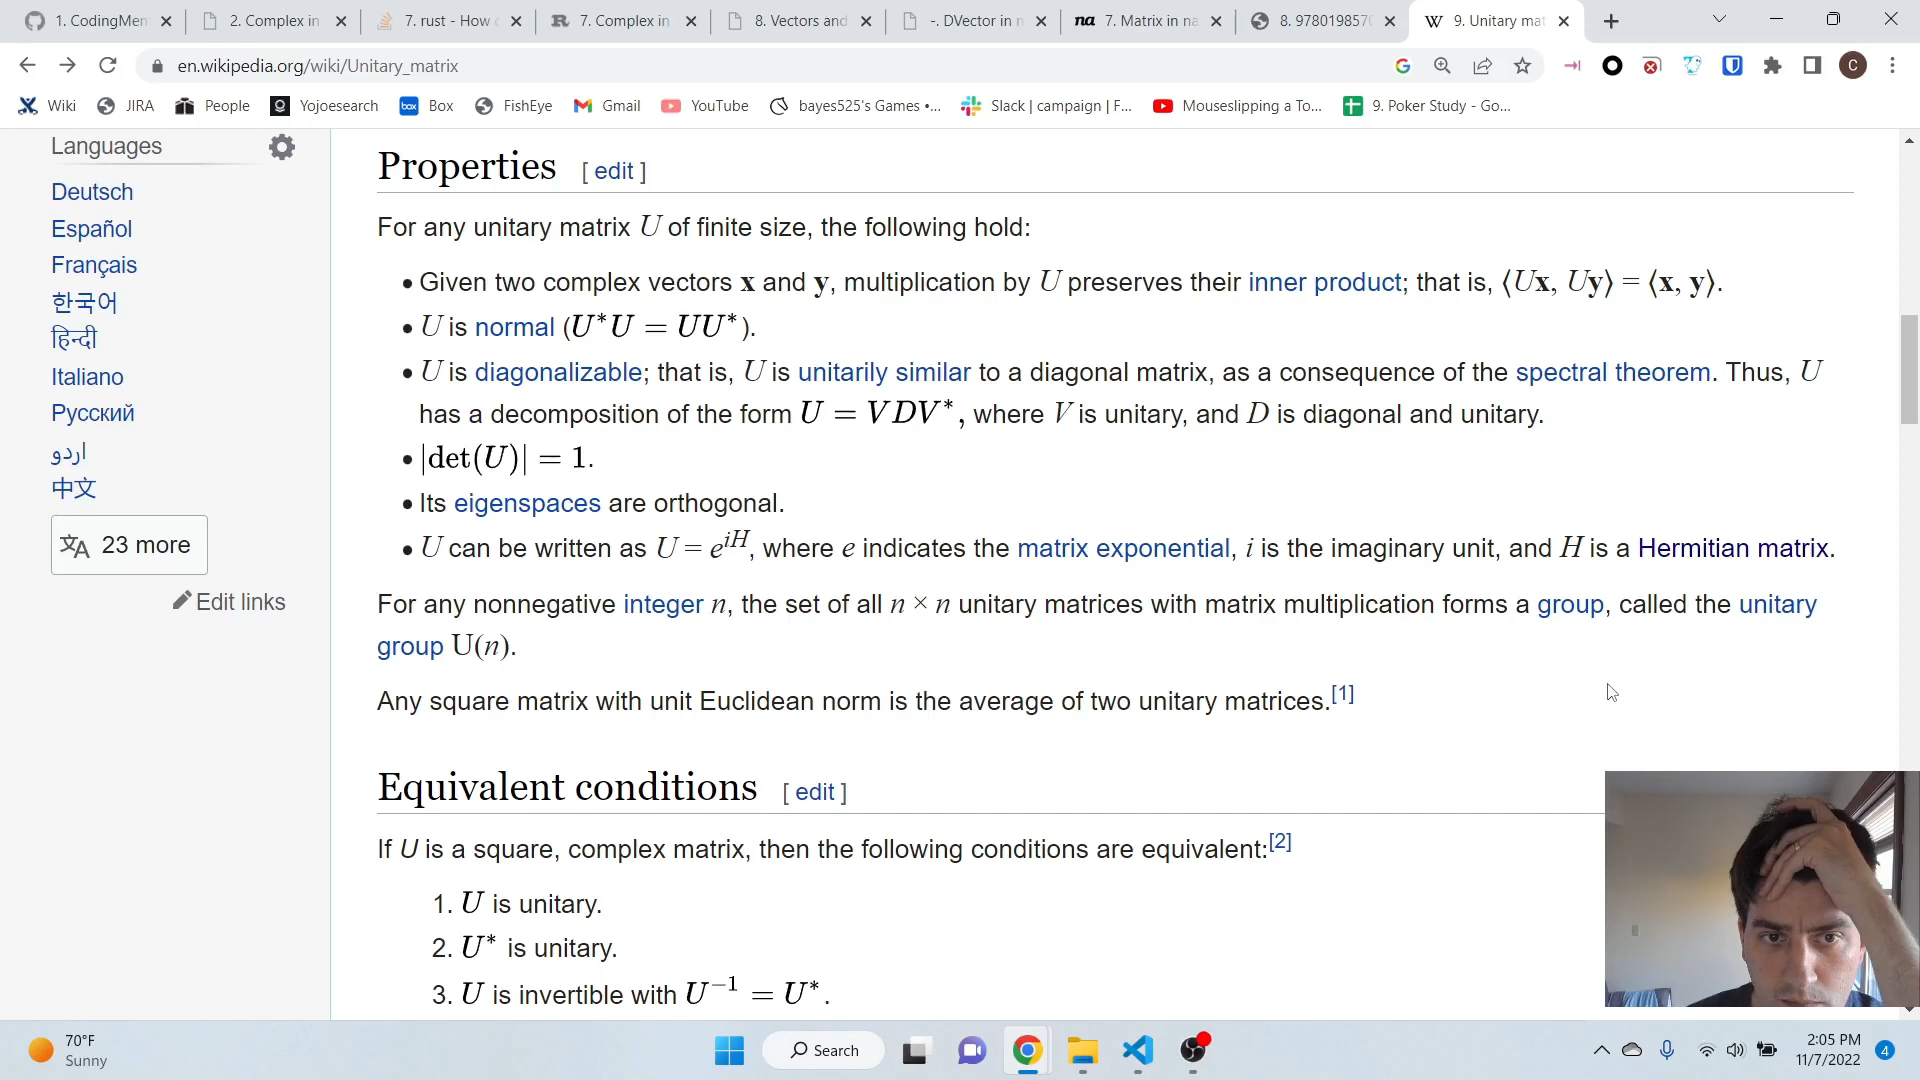 1. CodingMen
2. Complex in
7. rust - How c
7. Complex in
8. Vectors and
-. DVector in n
na 7. Matrix in na
8. 9780198570
W 9. Unitary mat
en.wikipedia.org/wiki/Unitary_matrix
C
Wiki JIRA People Yojoesearch box Box FishEye Gmail YouTube bayes525's Games •... Slack | campaign | F... Mouseslipping a To... 9. Poker Study - Go...
Languages
Deutsch
Español
Français
한국어
हिन्दी
Italiano
Русский
اردو
中文
23 more
Edit links
Properties [ edit ]
For any unitary matrix U of finite size, the following hold:
• Given two complex vectors x and y, multiplication by U preserves their inner product; that is, ⟨Ux, Uy⟩ = ⟨x, y⟩.
• U is normal (U*U = UU*).
• U is diagonalizable; that is, U is unitarily similar to a diagonal matrix, as a consequence of the spectral theorem. Thus, U
has a decomposition of the form U = VDV*, where V is unitary, and D is diagonal and unitary.
• |det(U)| = 1.
• Its eigenspaces are orthogonal.
• U can be written as U = e^{iH}, where e indicates the matrix exponential, i is the imaginary unit, and H is a Hermitian matrix.
For any nonnegative integer n, the set of all n × n unitary matrices with matrix multiplication forms a group, called the unitary
group U(n).
Any square matrix with unit Euclidean norm is the average of two unitary matrices.[1]
Equivalent conditions [ edit ]
If U is a square, complex matrix, then the following conditions are equivalent:[2]
1. U is unitary.
2. U* is unitary.
3. U is invertible with U⁻¹ = U*.
70°F
Sunny
Search
2:05 PM
11/7/2022
4